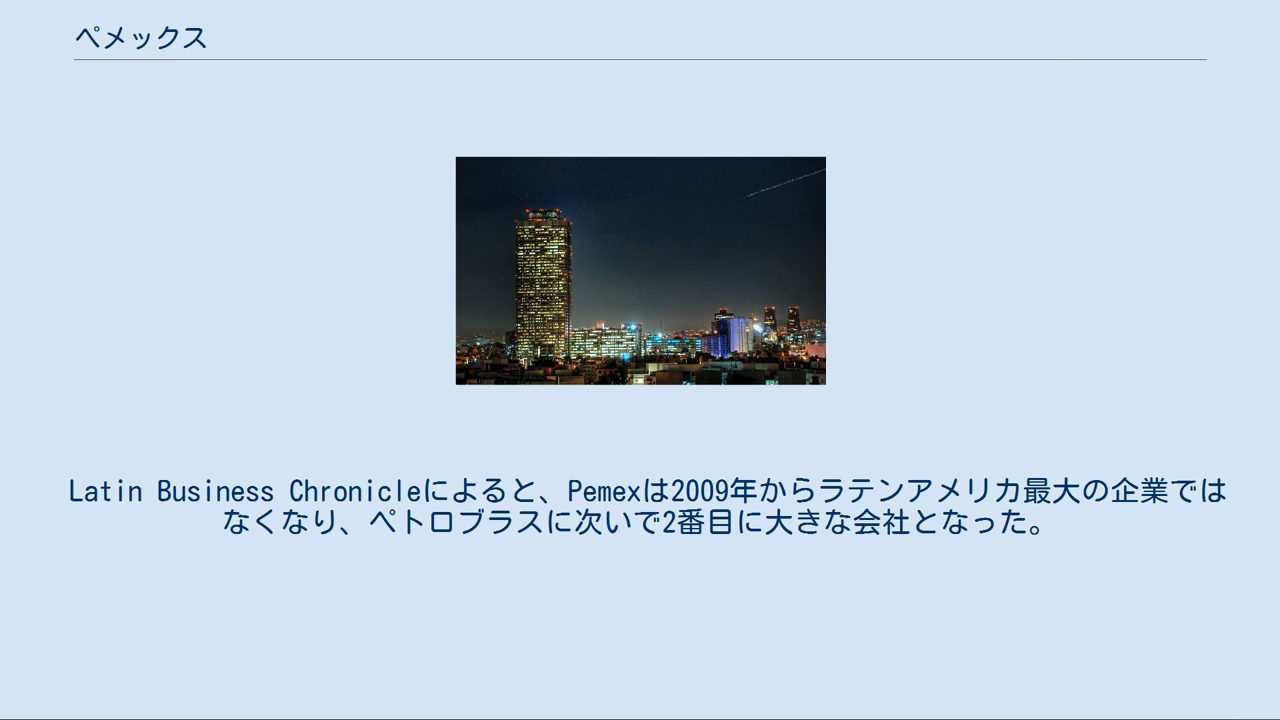 ペメックス
Latin Business Chronicleによると、Pemexは2009年からラテンアメリカ最大の企業では
なくなり、ペトロブラスに次いで2番目に大きな会社となった。